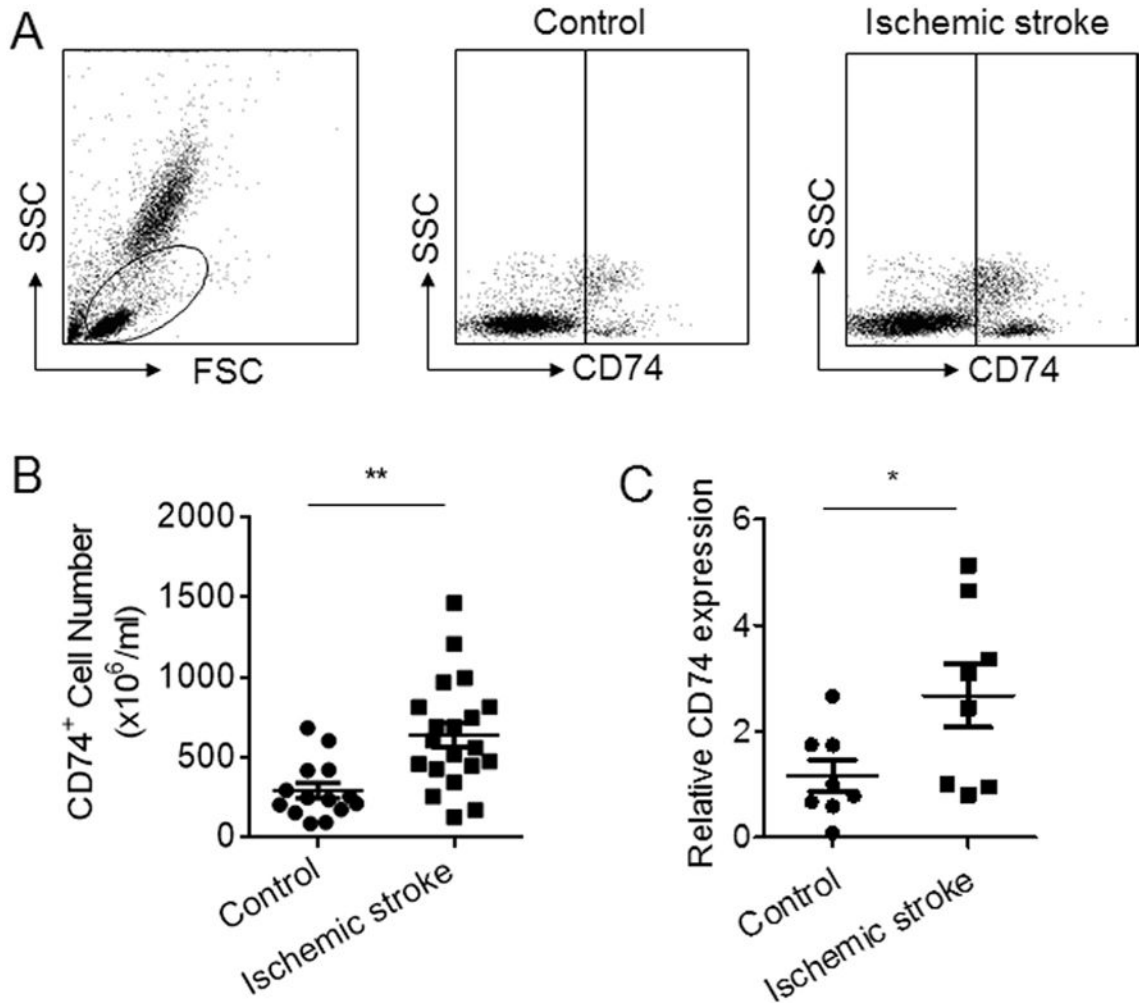 A
Control
Ischemic stroke
SSC
FSC
SSC
CD74
SSC
CD74
B
**
CD74⁺ Cell Number
(x10⁶/ml)
2000
1500
1000
500
0
Control
Ischemic stroke
C
*
Relative CD74 expression
6
4
2
0
Control
Ischemic stroke